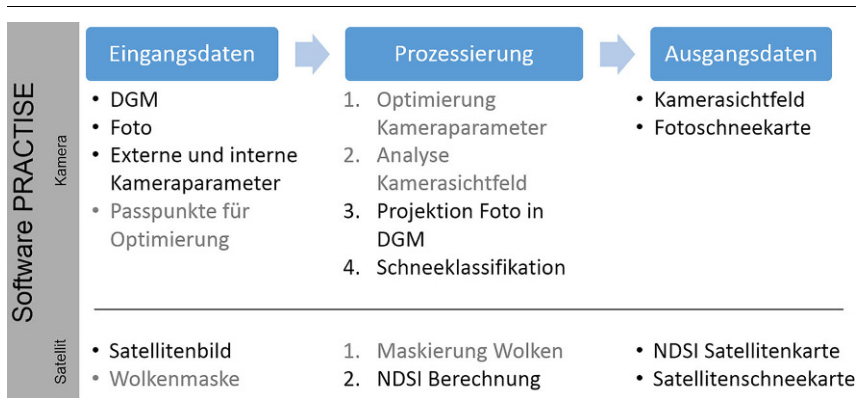 Software PRACTISE
Kamera
Satellit
Eingangsdaten
Prozessierung
Ausgangsdaten
• DGM
• Foto
• Externe und interne
Kameraparameter
• Passpunkte für
Optimierung
1. Optimierung
Kameraparameter
2. Analyse
Kamerasichtfeld
3. Projektion Foto in
DGM
4. Schneeklassifikation
• Kamerasichtfeld
• Fotoschneekarte
• Satellitenbild
• Wolkenmaske
1. Maskierung Wolken
2. NDSI Berechnung
• NDSI Satellitenkarte
• Satellitenschneekarte